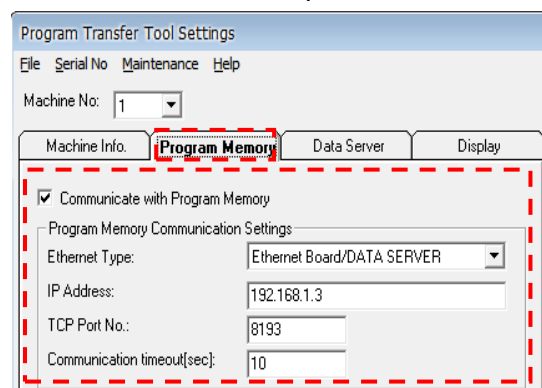 Program Transfer Tool Settings
File Serial No Maintenance Help
Machine No: 1
Machine Info. Program Memory Data Server Display
Communicate with Program Memory
Program Memory Communication Settings
Ethernet Type: Ethernet Board/DATA SERVER
IP Address: 192.168.1.3
TCP Port No.: 8193
Communication timeout[sec]: 10